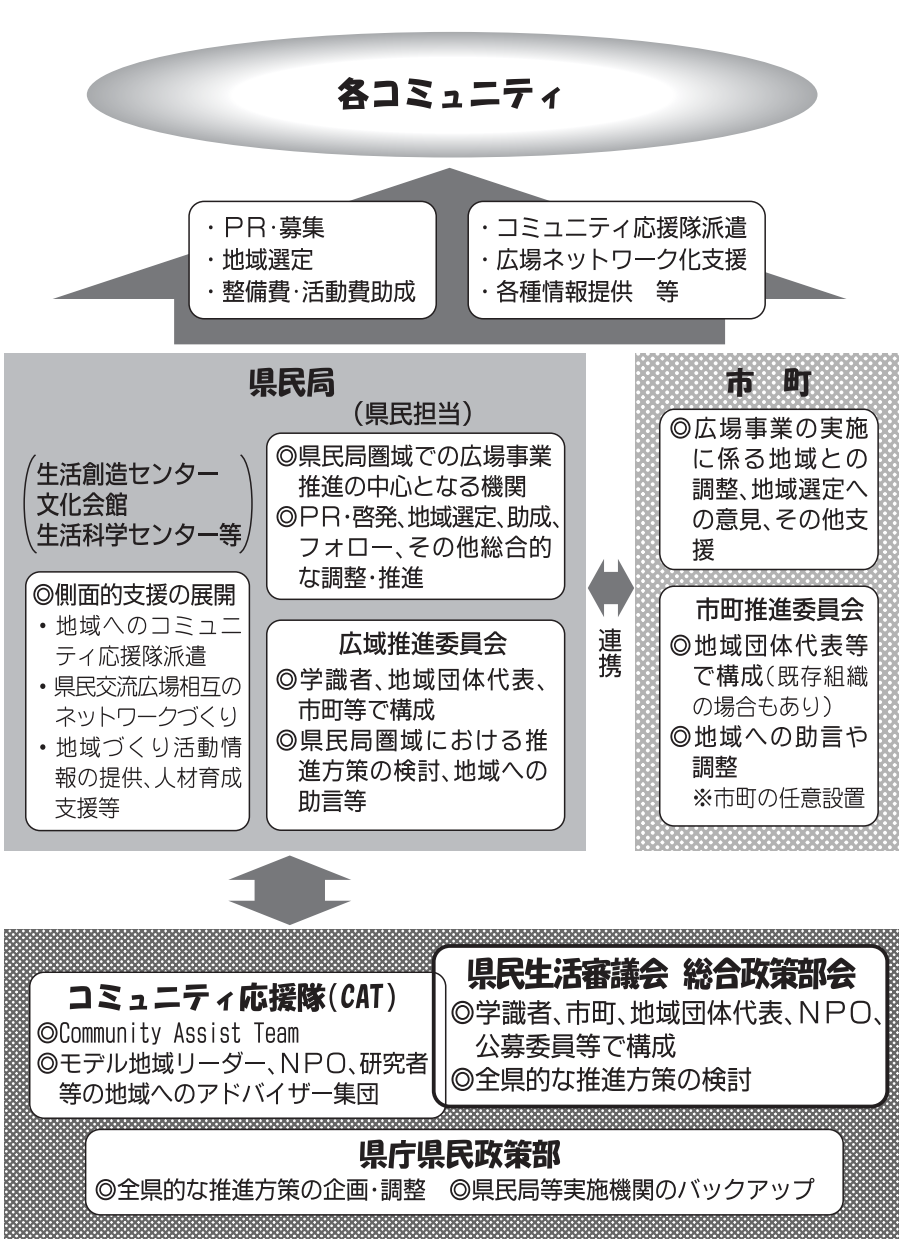 各コミュニティ
・ＰＲ・募集
・地域選定
・整備費・活動費助成
・コミュニティ応援隊派遣
・広場ネットワーク化支援
・各種情報提供　等
県民局
（県民担当）
生活創造センター
文化会館
生活科学センター等
◎側面的支援の展開
・地域へのコミュニ
ティ応援隊派遣
・県民交流広場相互の
ネットワークづくり
・地域づくり活動情
報の提供、人材育成
支援等
◎県民局圏域での広場事業
推進の中心となる機関
◎ＰＲ・啓発、地域選定、助成、
フォロー、その他総合的
な調整・推進
広域推進委員会
◎学識者、地域団体代表、
市町等で構成
◎県民局圏域における推
進方策の検討、地域への
助言等
連携
市　町
◎広場事業の実施
に係る地域との
調整、地域選定へ
の意見、その他支
援
市町推進委員会
◎地域団体代表等
で構成（既存組織
の場合もあり）
◎地域への助言や
調整
※市町の任意設置
コミュニティ応援隊(CAT)
◎Community Assist Team
◎モデル地域リーダー、ＮＰＯ、研究者
等の地域へのアドバイザー集団
県民生活審議会 総合政策部会
◎学識者、市町、地域団体代表、ＮＰＯ、
公募委員等で構成
◎全県的な推進方策の検討
県庁県民政策部
◎全県的な推進方策の企画・調整　◎県民局等実施機関のバックアップ